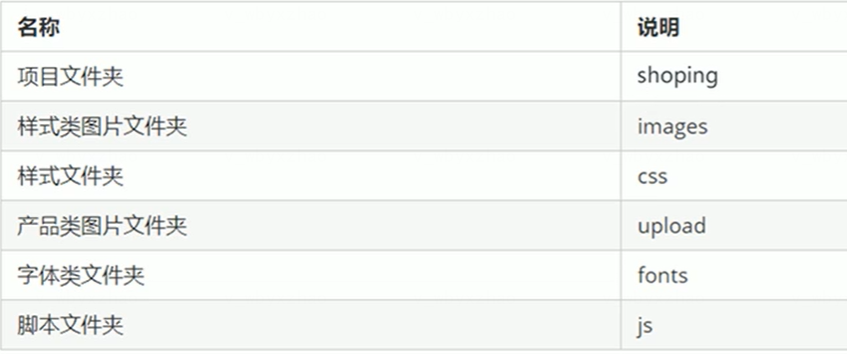 名称 说明
项目文件夹 shoping
样式类图片文件夹 images
样式文件夹 css
产品类图片文件夹 upload
字体类文件夹 fonts
脚本文件夹 js